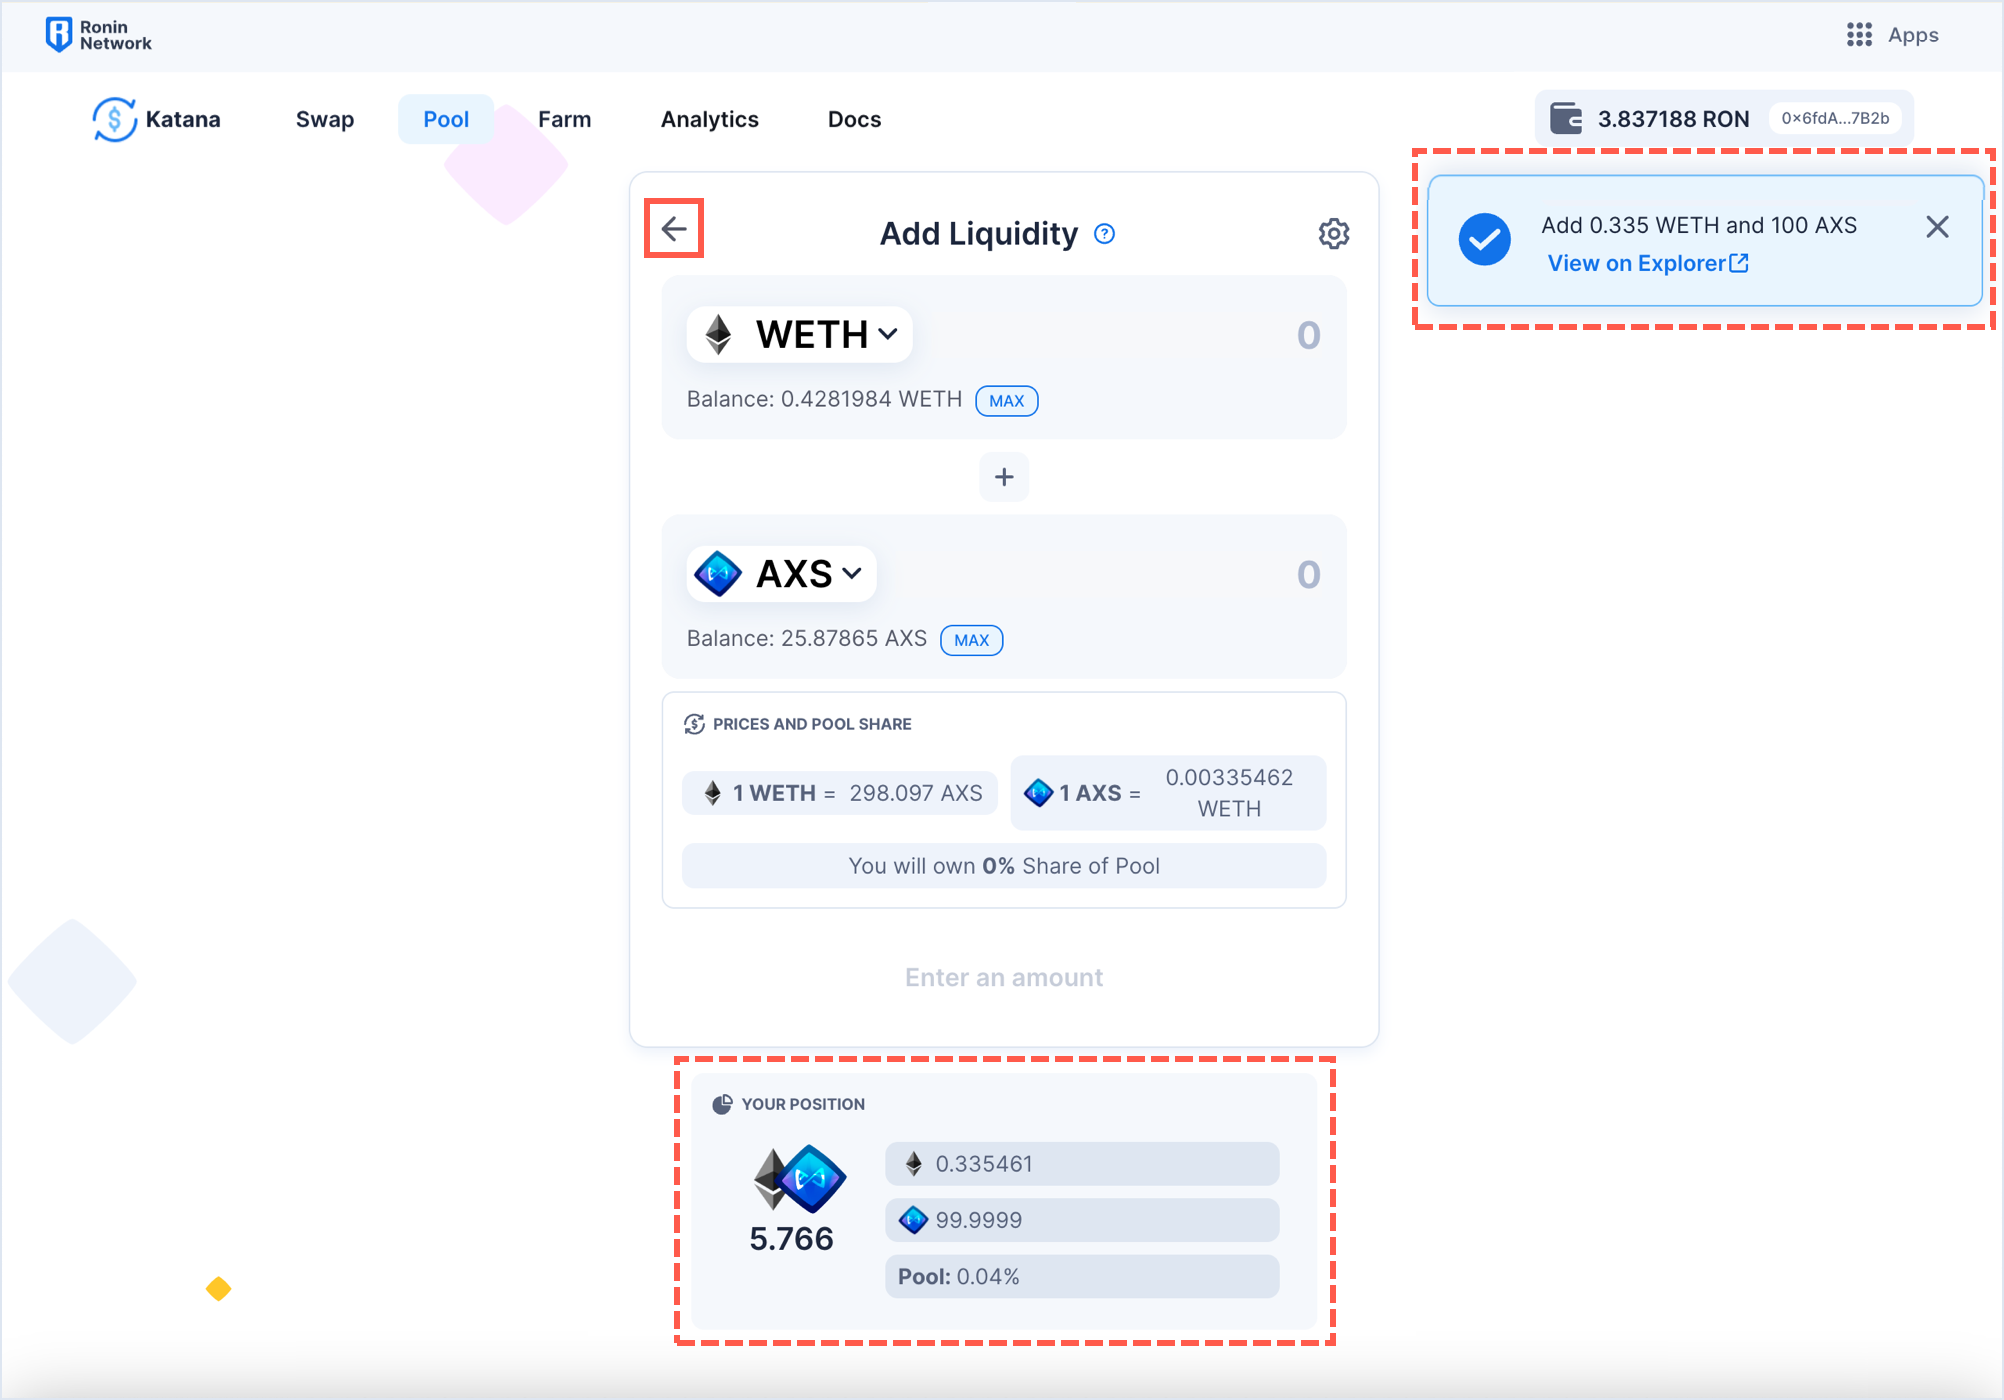 Ronin
Network
Apps
Katana
Swap
Pool
Farm
Analytics
Docs
3.837188 RON
0x6fdA...7B2b
Add 0.335 WETH and 100 AXS
View on Explorer
Add Liquidity
?
WETH
0
Balance: 0.4281984 WETH
MAX
+
AXS
0
Balance: 25.87865 AXS
MAX
PRICES AND POOL SHARE
1 WETH = 298.097 AXS
1 AXS = 0.00335462
WETH
You will own 0% Share of Pool
Enter an amount
YOUR POSITION
5.766
0.335461
99.9999
Pool: 0.04%